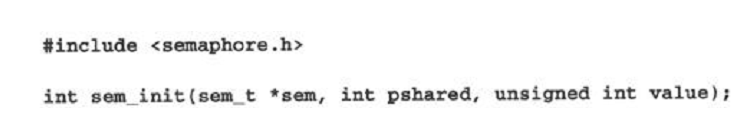 #include <semaphore.h>
int sem_init(sem_t *sem, int pshared, unsigned int value);